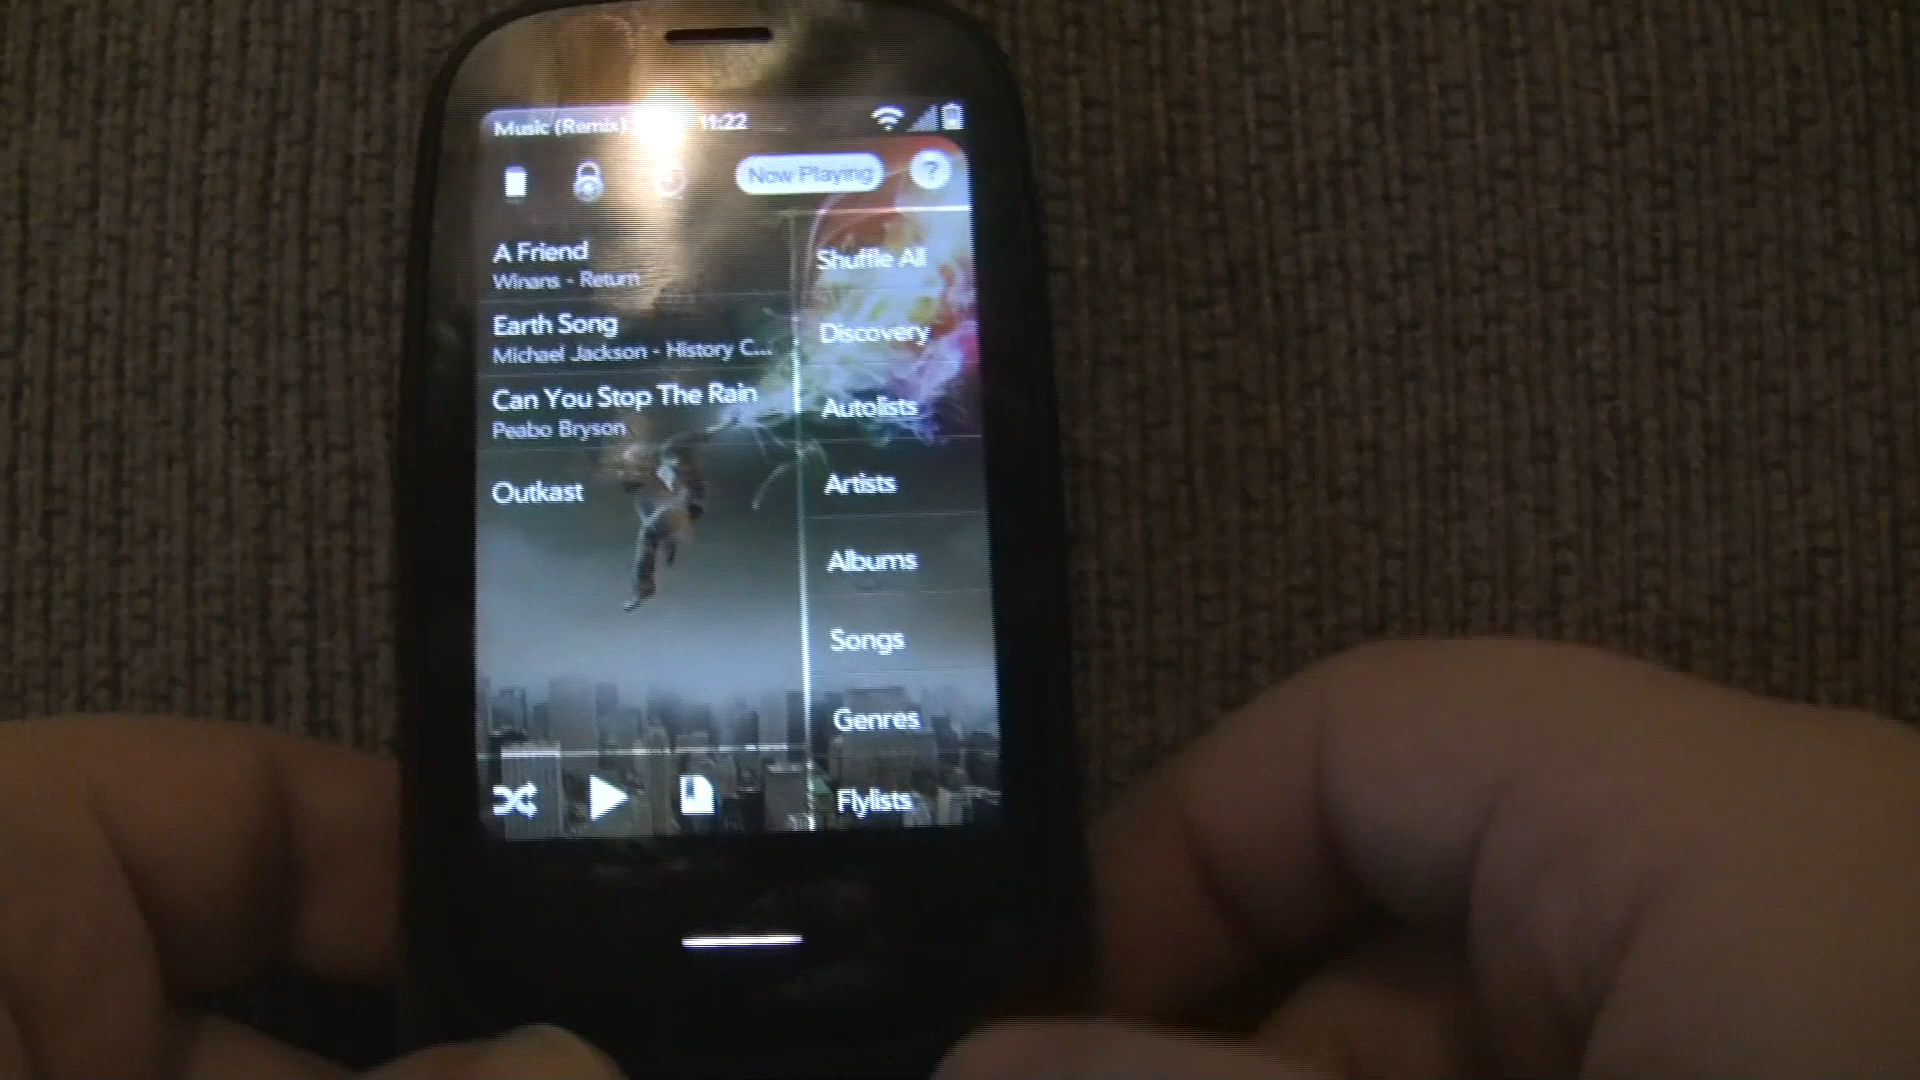 Music (Remix) 11:22
Now Playing ?
A Friend
Winans - Return
Earth Song
Michael Jackson - History C...
Can You Stop The Rain
Peabo Bryson
Outkast
Shuffle All
Discovery
Autolists
Artists
Albums
Songs
Genres
Flylists